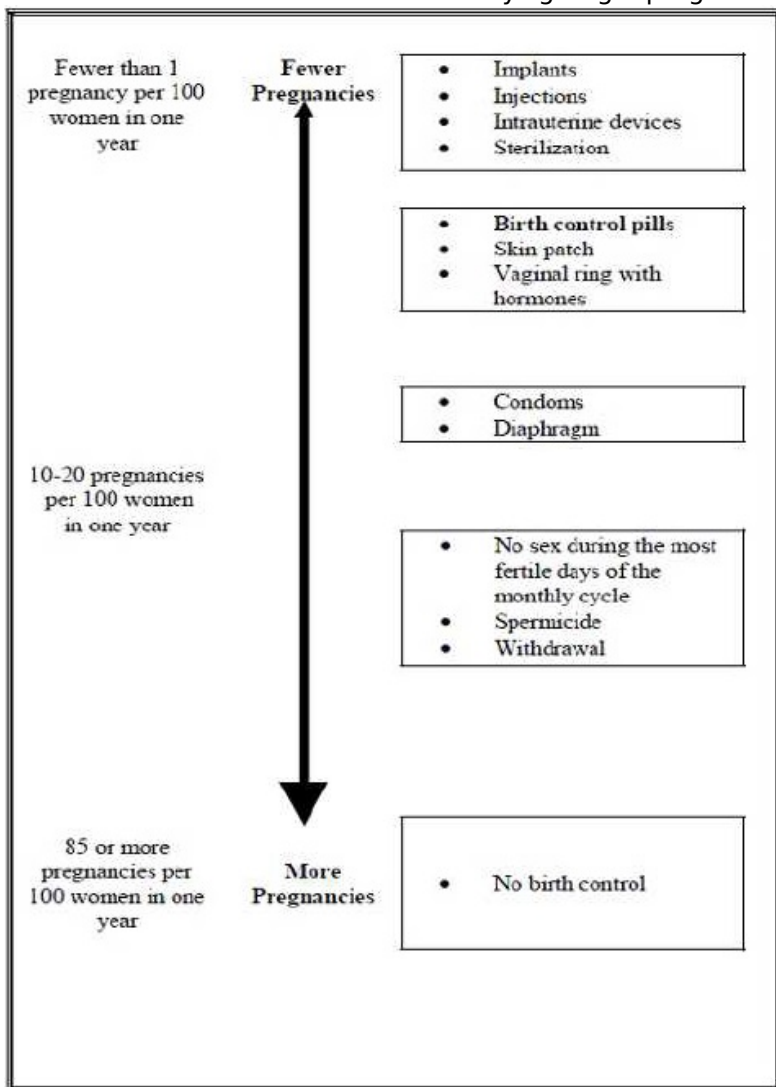 Fewer than 1
pregnancy per 100
women in one
year
Fewer
Pregnancies
• Implants
• Injections
• Intrauterine devices
• Sterilization
• Birth control pills
• Skin patch
• Vaginal ring with
hormones
• Condoms
• Diaphragm
10-20 pregnancies
per 100 women
in one year
• No sex during the most
fertile days of the
monthly cycle
• Spermicide
• Withdrawal
85 or more
pregnancies per
100 women in one
year
More
Pregnancies
• No birth control